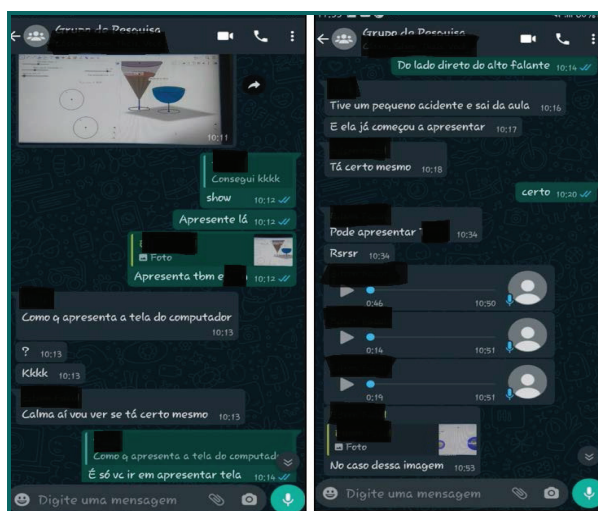 Grupo de Pesquisa
10:11
Consegui kkkk
show 10:12
Apresente lá 10:12
Foto
Apresenta tbm e 10:12
Como q apresenta a tela do computador
10:13
? 10:13
Kkkk 10:13
Calma aí vou ver se tá certo mesmo 10:13
Como q apresenta a tela do computad...
É só vc ir em apresentar tela 10:14
Digite uma mensagem
Grupo de Pesquisa
Do lado direto do alto falante 10:14
Tive um pequeno acidente e sai da aula 10:16
E ela já começou a apresentar 10:17
Tá certo mesmo 10:18
certo 10:20
Pode apresentar 10:34
Rsrsr 10:34
0:46 10:50
0:14 10:51
0:19 10:51
Foto
No caso dessa imagem 10:53
Digite uma mensagem